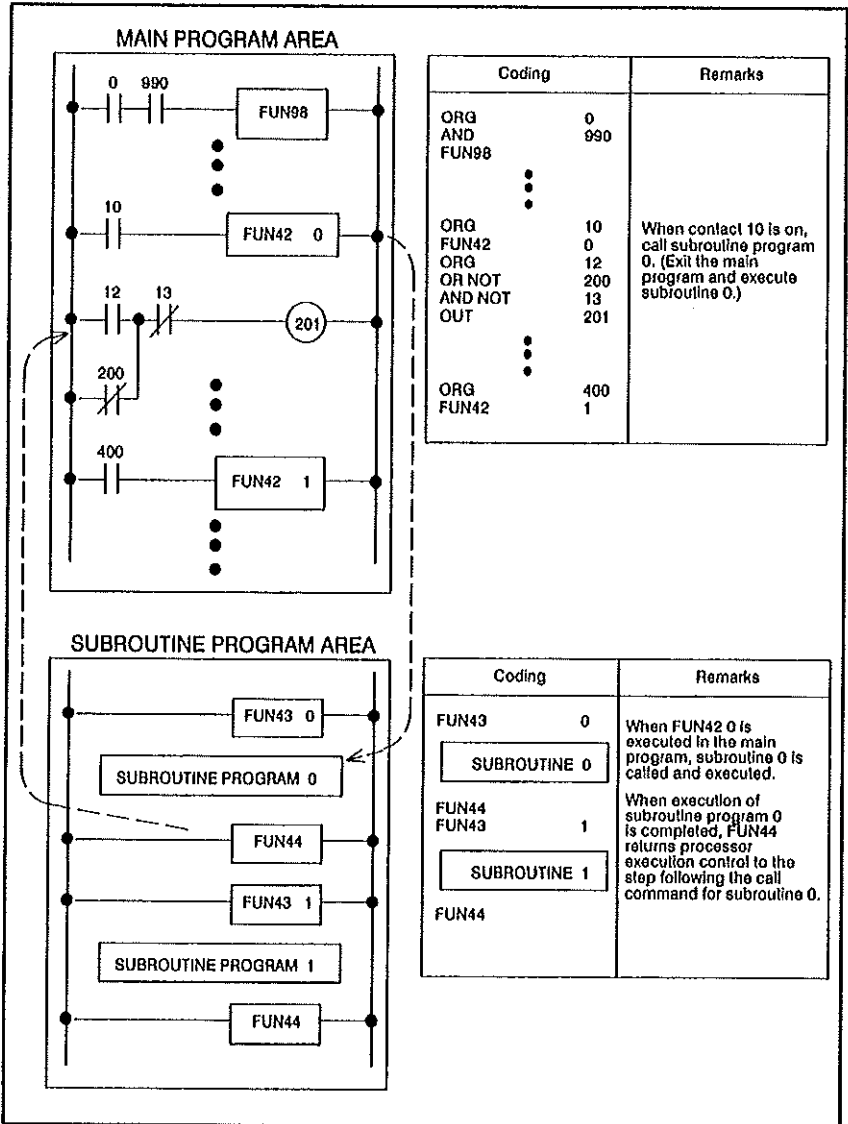 MAIN PROGRAM AREA
0 990
FUN98
10
FUN42 0
12 13
201
200
400
FUN42 1
Coding Remarks
ORG 0
AND 990
FUN98
ORG 10
FUN42 0
ORG 12
OR NOT 200
AND NOT 13
OUT 201
ORG 400
FUN42 1
When contact 10 is on,
call subroutine program
0. (Exit the main
program and execute
subroutine 0.)
SUBROUTINE PROGRAM AREA
FUN43 0
SUBROUTINE PROGRAM 0
FUN44
FUN43 1
SUBROUTINE PROGRAM 1
FUN44
Coding Remarks
FUN43 0
SUBROUTINE 0
FUN44
FUN43 1
SUBROUTINE 1
FUN44
When FUN42 0 is
executed in the main
program, subroutine 0 is
called and executed.
When execution of
subroutine program 0
is completed, FUN44
returns processor
execution control to the
step following the call
command for subroutine 0.